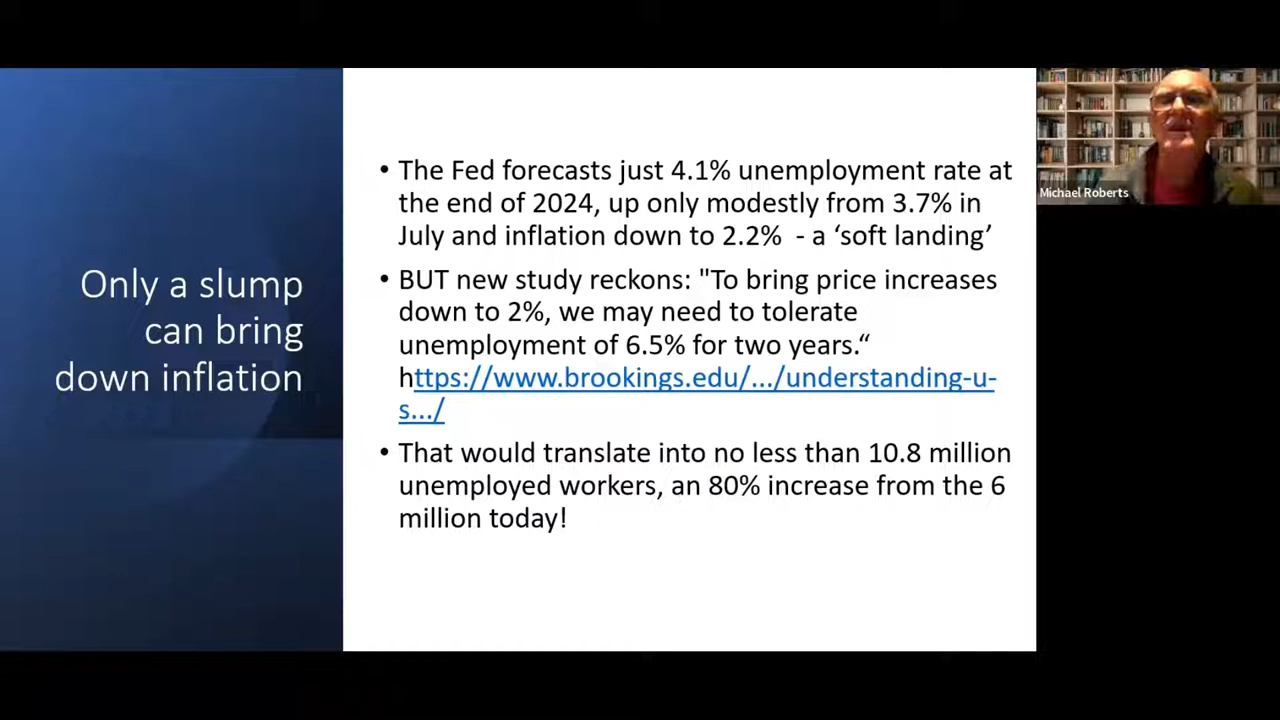 Only a slump
can bring
down inflation
• The Fed forecasts just 4.1% unemployment rate at
the end of 2024, up only modestly from 3.7% in
July and inflation down to 2.2%  - a ‘soft landing’
• BUT new study reckons: "To bring price increases
down to 2%, we may need to tolerate
unemployment of 6.5% for two years.“
https://www.brookings.edu/.../understanding-u-
s.../
• That would translate into no less than 10.8 million
unemployed workers, an 80% increase from the 6
million today!
Michael Roberts